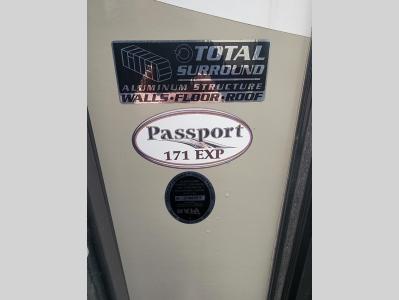 TOTAL
SURROUND
ALUMINUM STRUCTURE
WALLS•FLOOR•ROOF
Passport
171 EXP